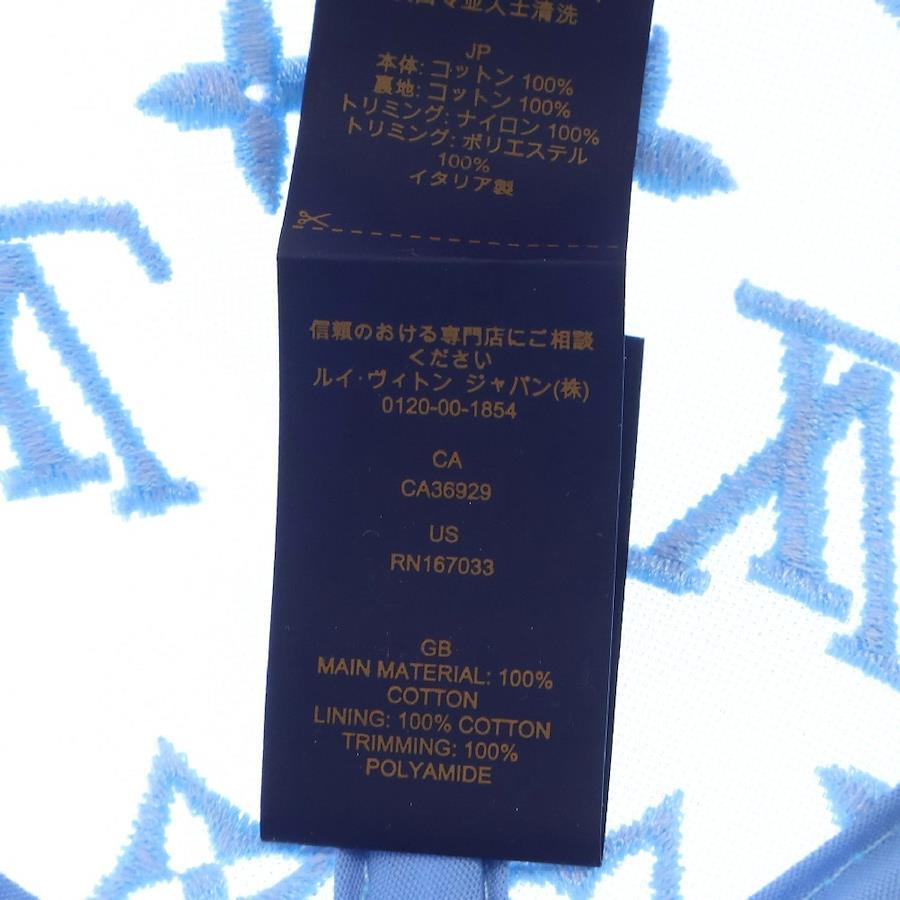 人士清洗
JP
本体: コットン 100%
裏地: コットン 100%
トリミング: ナイロン 100%
トリミング: ポリエステル
100%
イタリア製
信頼のおける専門店にご相談
ください
ルイ·ヴィトン ジャパン(株)
0120-00-1854
CA
CA36929
US
RN167033
GB
MAIN MATERIAL: 100%
COTTON
LINING: 100% COTTON
TRIMMING: 100%
POLYAMIDE